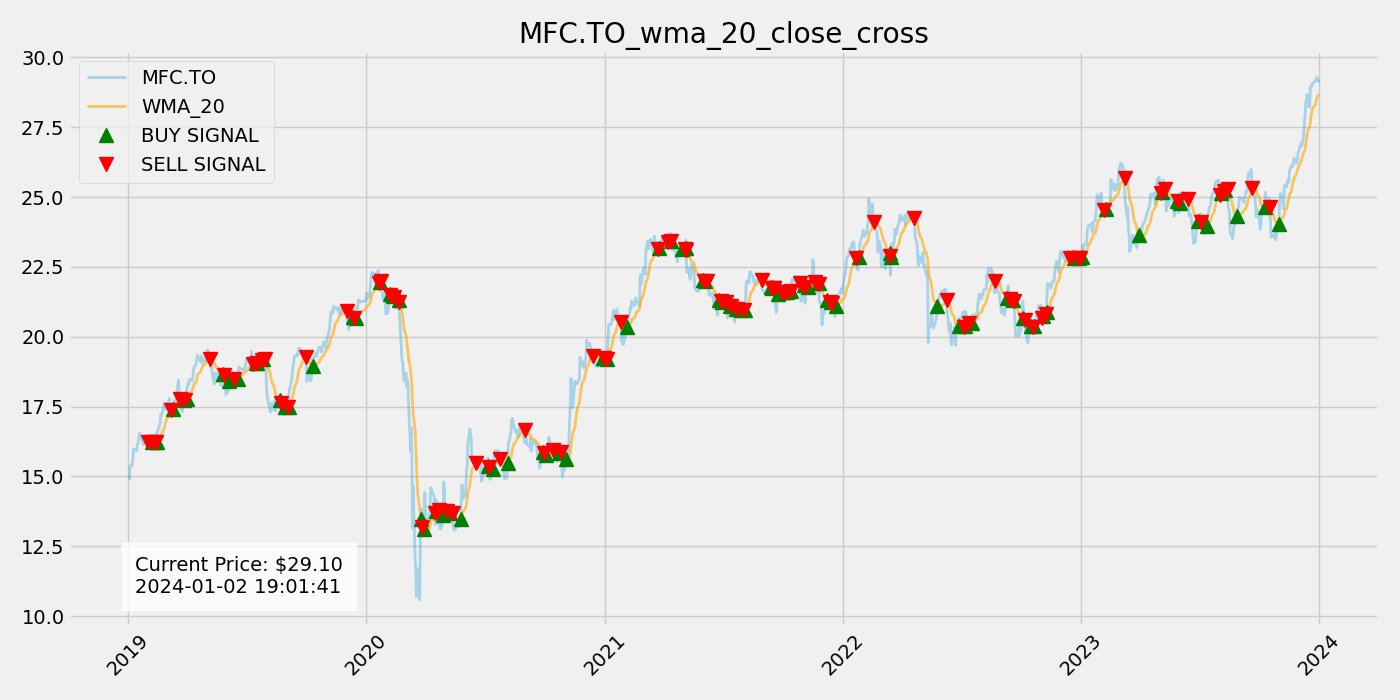 MFC.TO_wma_20_close_cross
30.0
27.5
25.0
22.5
20.0
17.5
15.0
12.5
10.0
MFC.TO
WMA_20
BUY SIGNAL
SELL SIGNAL
Current Price: $29.10
2024-01-02 19:01:41
2019
2020
2021
2022
2023
2024